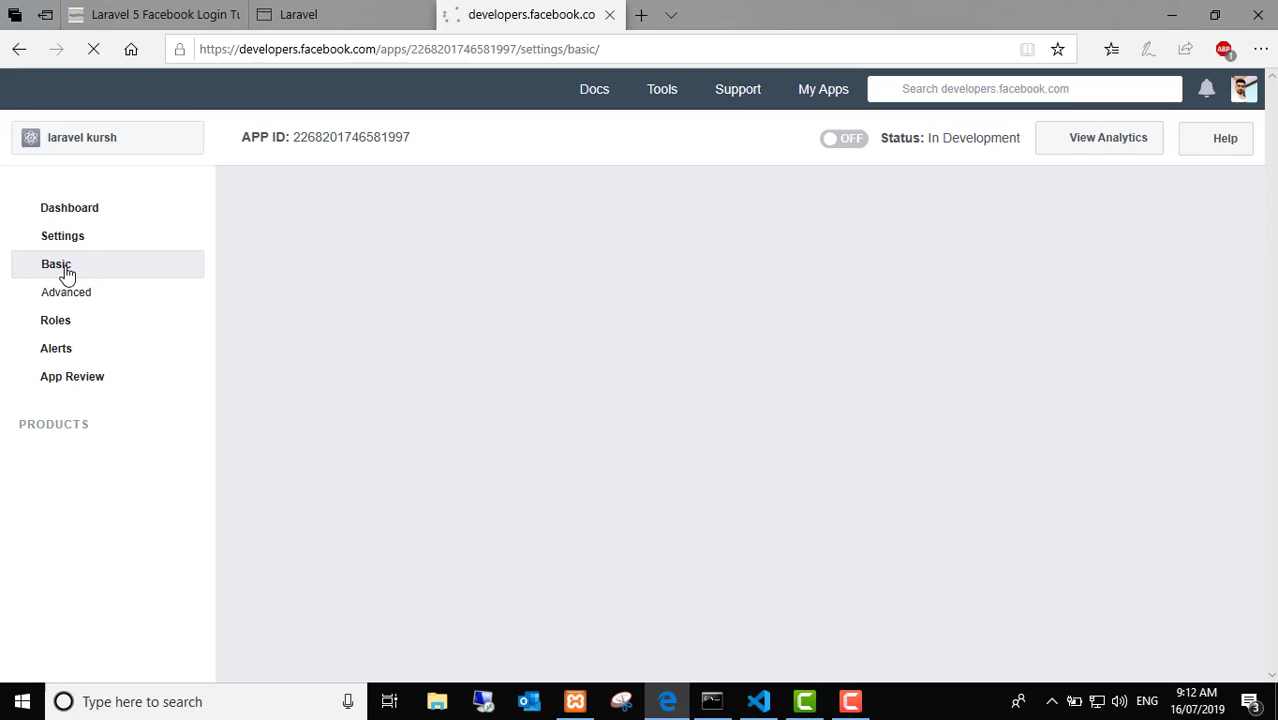 Laravel 5 Facebook Login Tu
Laravel
developers.facebook.co
https://developers.facebook.com/apps/2268201746581997/settings/basic/
ABP
1
Docs
Tools
Support
My Apps
Search developers.facebook.com
laravel kursh
APP ID: 2268201746581997
OFF
Status: In Development
View Analytics
Help
Dashboard
Settings
Basic
Advanced
Roles
Alerts
App Review
PRODUCTS
Type here to search
ENG
9:12 AM
16/07/2019
3